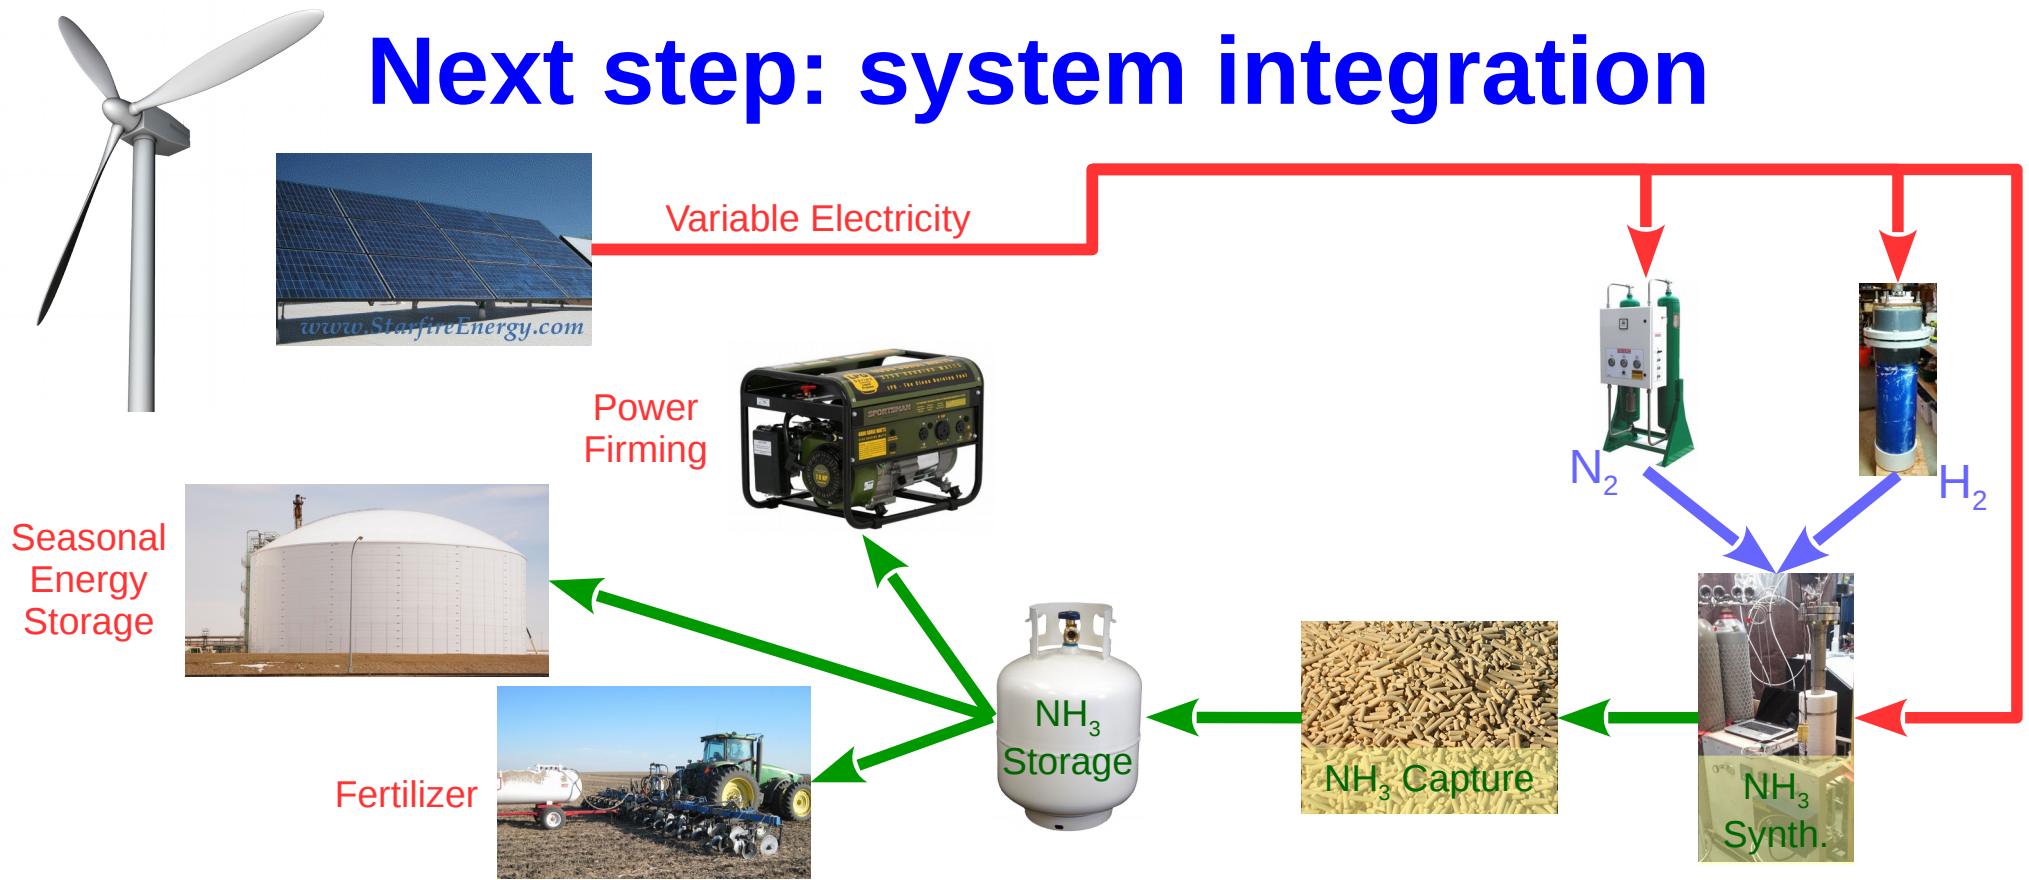 Next step: system integration
Variable Electricity
www.StarfireEnergy.com
Power
Firming
SPORTSMAN
N₂
H₂
Seasonal
Energy
Storage
NH₃
Storage
NH₃ Capture
NH₃
Synth.
Fertilizer